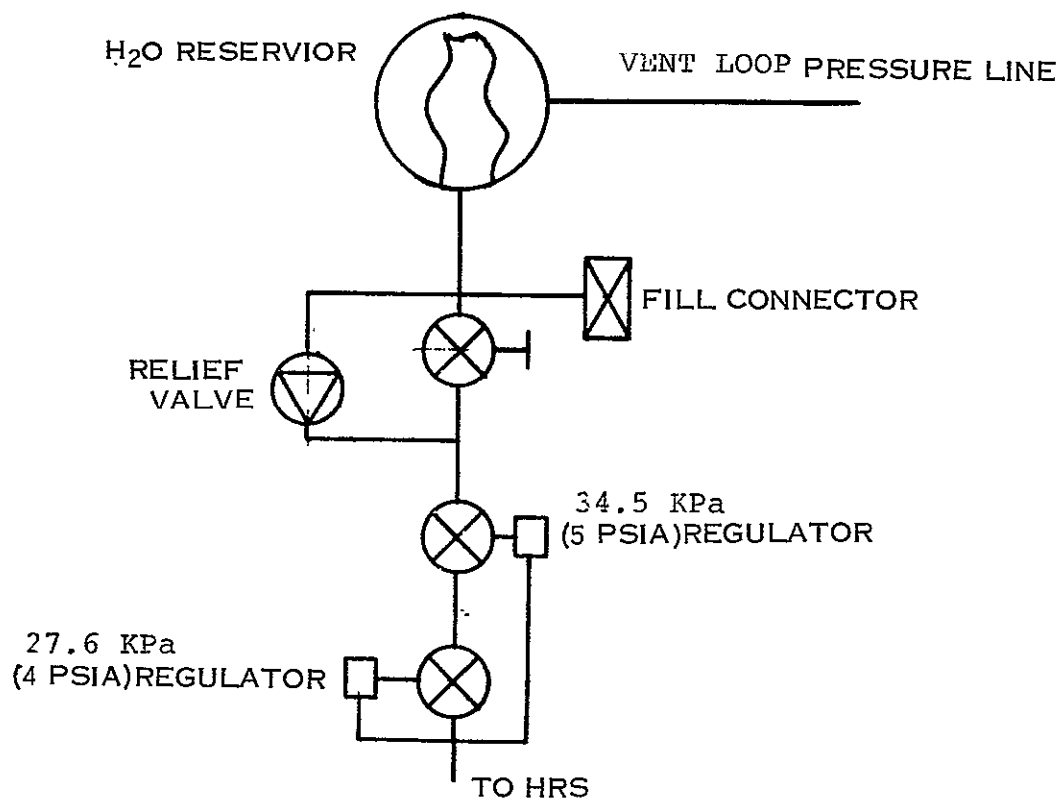 H₂O RESERVIOR
VENT LOOP PRESSURE LINE
FILL CONNECTOR
RELIEF
VALVE
34.5 KPa
(5 PSIA)REGULATOR
27.6 KPa
(4 PSIA)REGULATOR
TO HRS